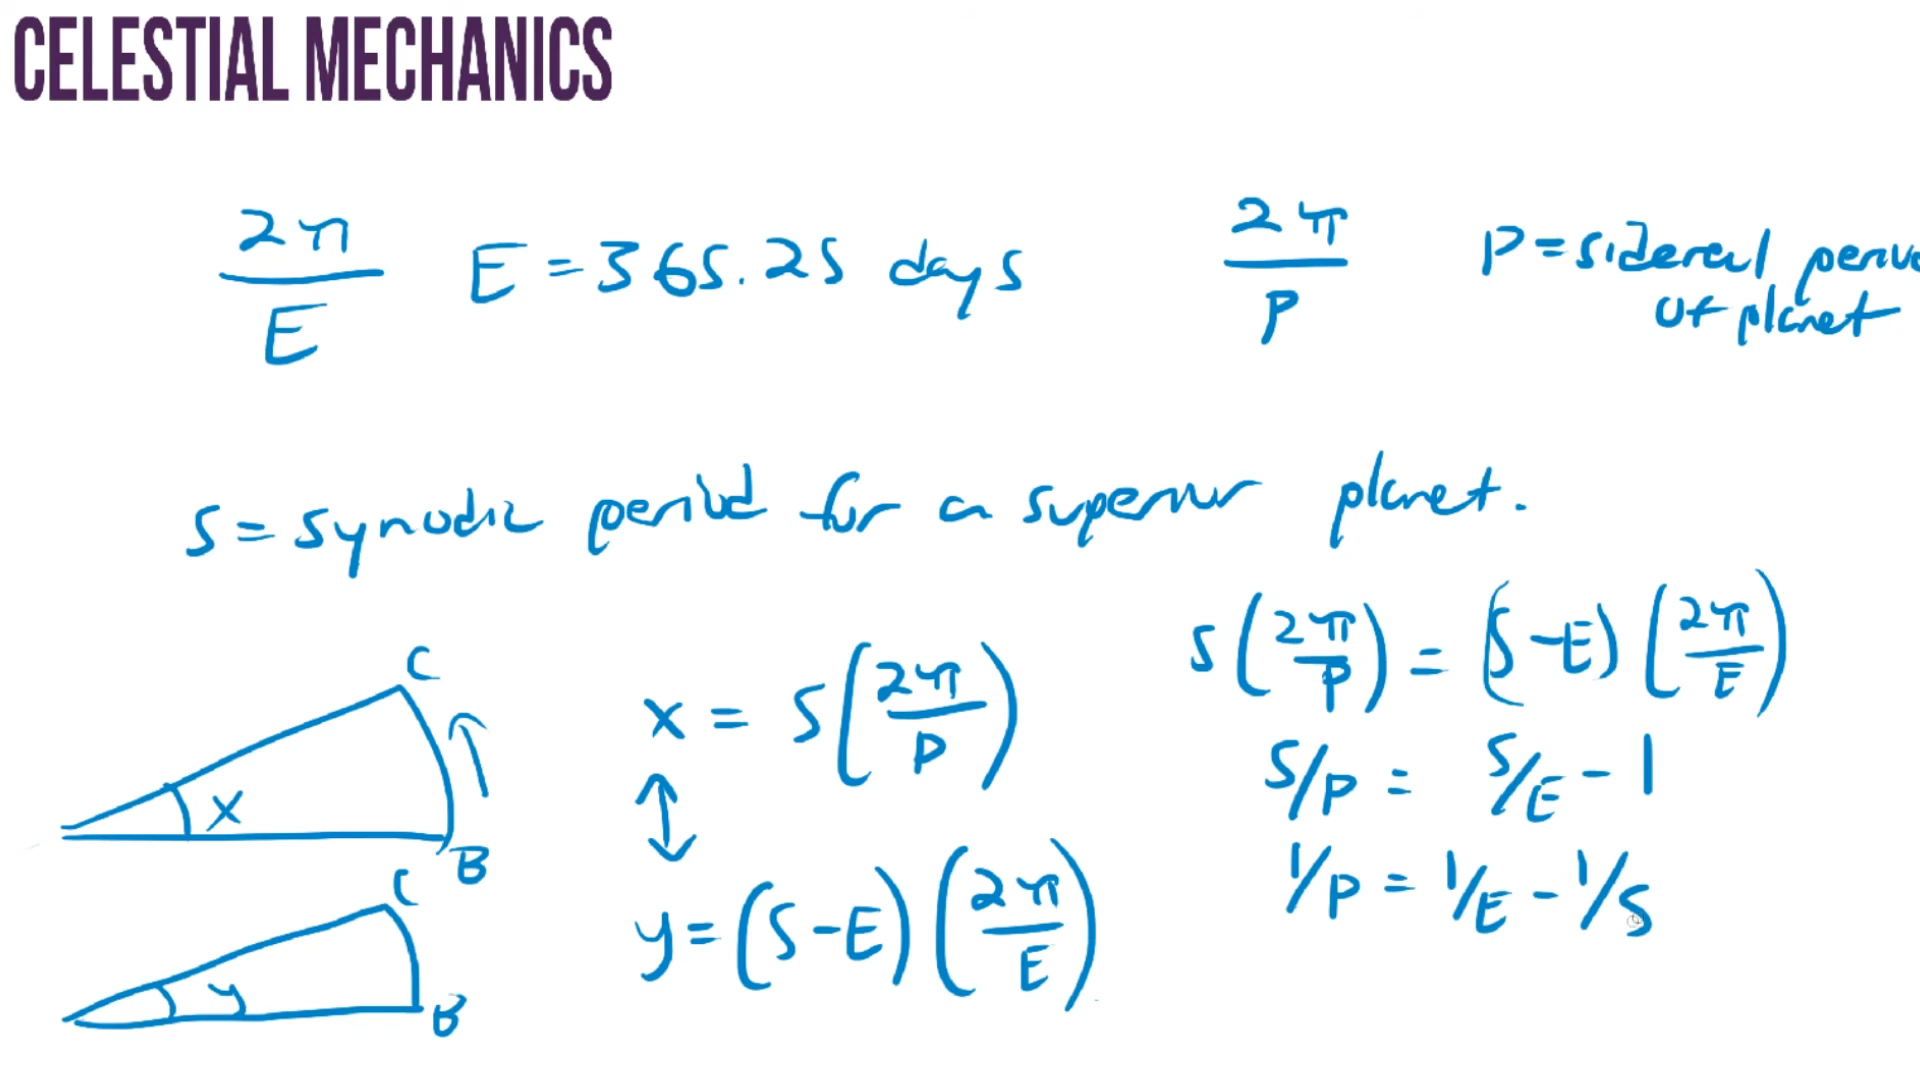 CELESTIAL MECHANICS
2π/E E = 365.25 days 2π/P P = sidereal
of planet
S = synodic period for a superior planet.
C
x
B
x = S(2π/P)
S(2π/P) = (S-E)(2π/E)
S/P = S/E - 1
C
y
B
y = (S-E)(2π/E)
1/P = 1/E - 1/S